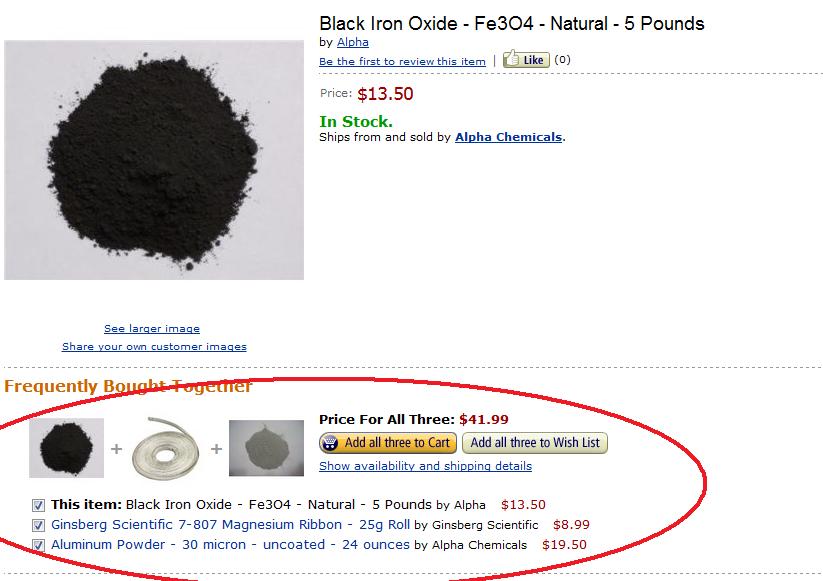 Black Iron Oxide - Fe3O4 - Natural - 5 Pounds
by Alpha
Be the first to review this item | Like (0)
Price: $13.50
In Stock.
Ships from and sold by Alpha Chemicals.
See larger image
Share your own customer images
Frequently Bought Together
Price For All Three: $41.99
+ +
Add all three to Cart Add all three to Wish List
Show availability and shipping details
This item: Black Iron Oxide - Fe3O4 - Natural - 5 Pounds by Alpha $13.50
Ginsberg Scientific 7-807 Magnesium Ribbon - 25g Roll by Ginsberg Scientific $8.99
Aluminum Powder - 30 micron - uncoated - 24 ounces by Alpha Chemicals $19.50